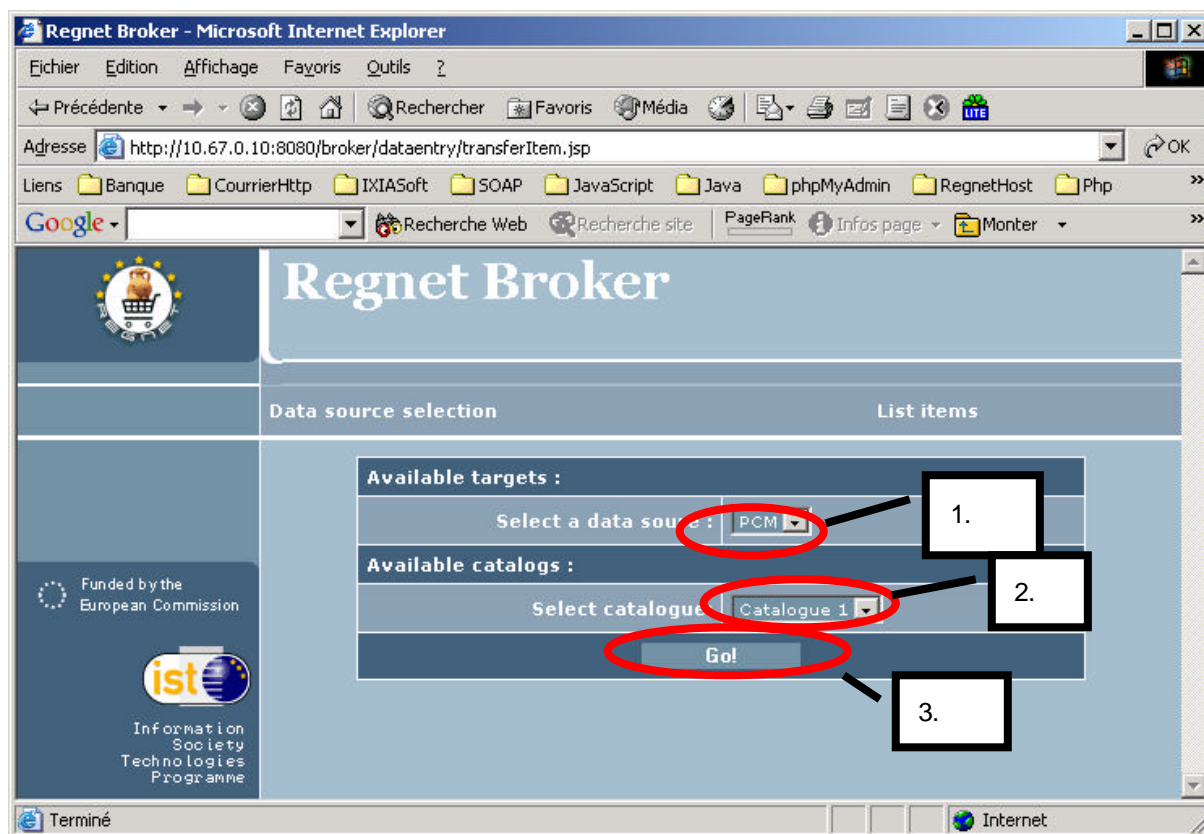 Regnet Broker - Microsoft Internet Explorer
Fichier Edition Affichage Favoris Outils ?
Précédente Rechercher Favoris Média LITE
Adresse http://10.67.0.10:8080/broker/dataentry/transferItem.jsp OK
Liens Banque CourrierHttp IXIASoft SOAP JavaScript Java phpMyAdmin RegnetHost Php »
Google Recherche Web Recherche site PageRank Infos page Monter »
REGNET
Regnet Broker
Data source selection List items
Available targets :
Select a data soure : PCM
1.
Available catalogs :
Select catalogue Catalogue 1
2.
Go!
3.
Funded by the
European Commission
ist
Information
Society
Technologies
Programme
Terminé Internet